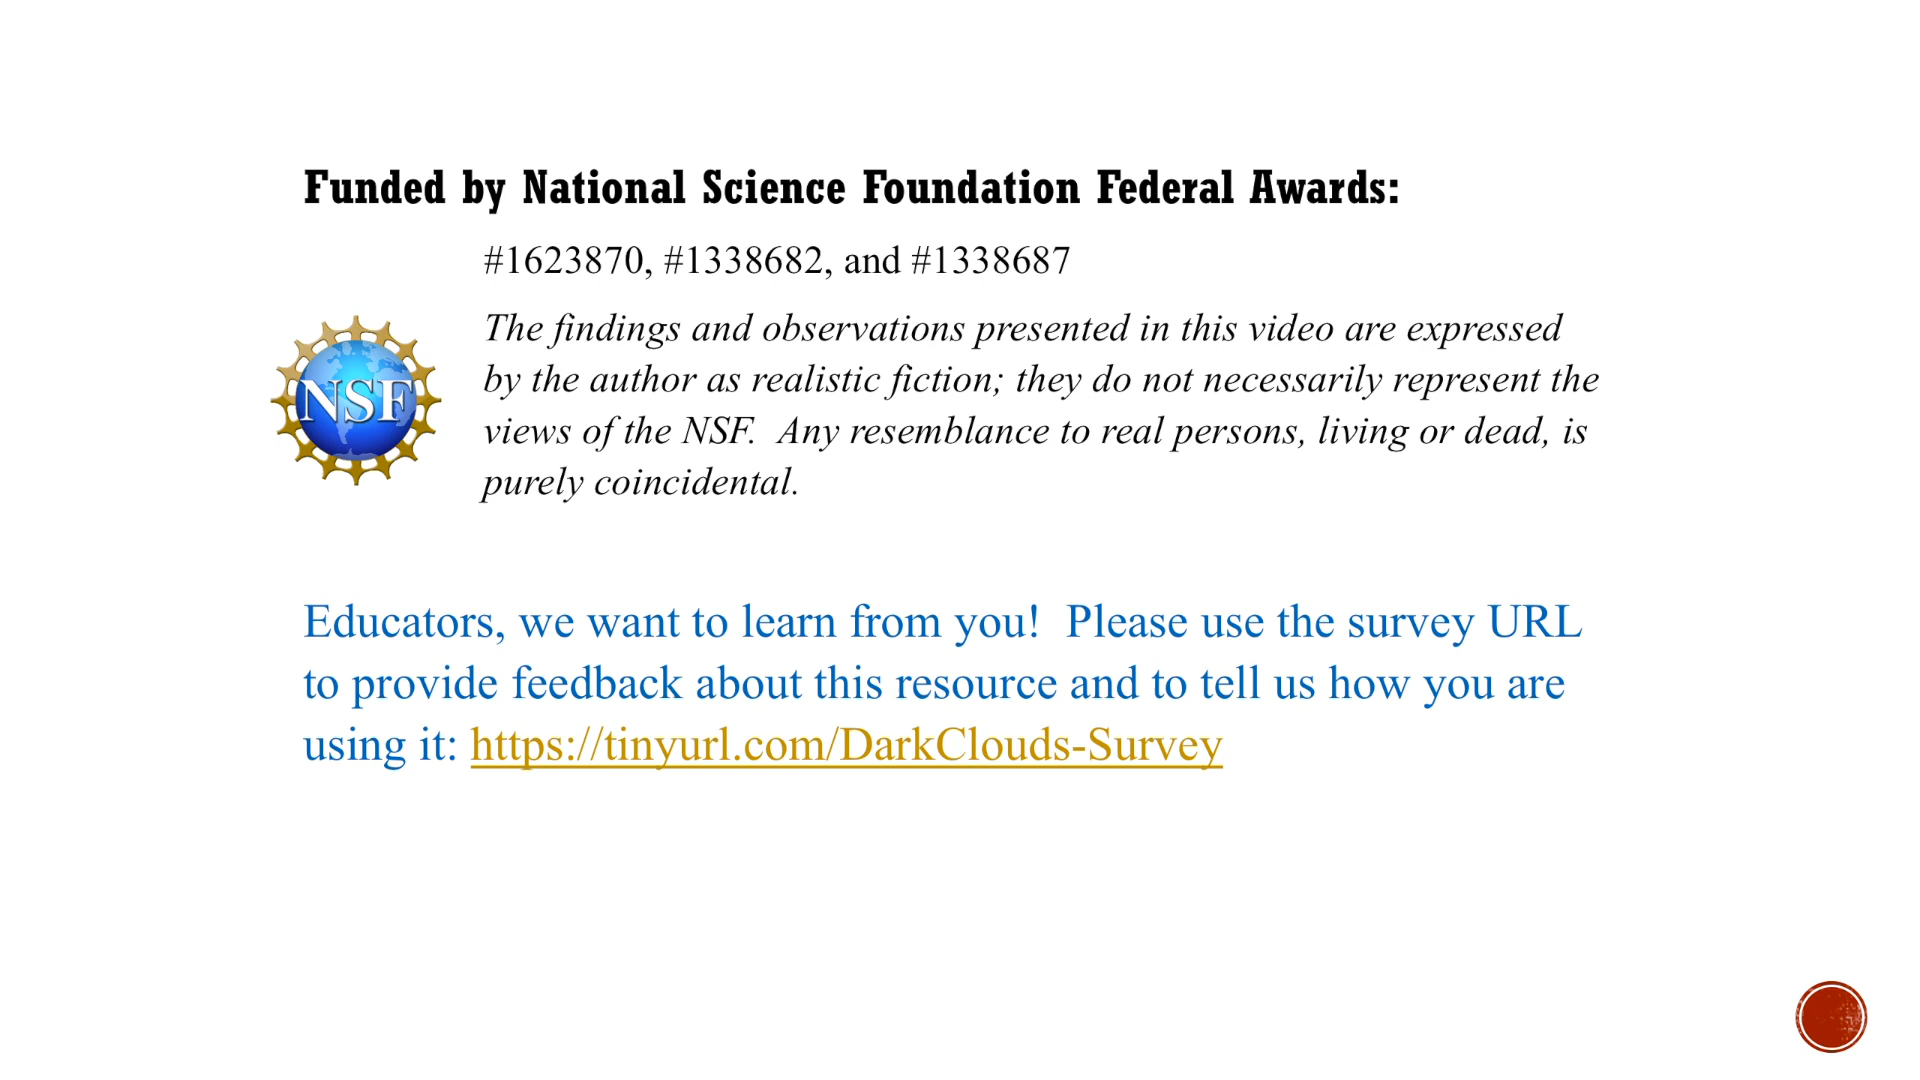 Funded by National Science Foundation Federal Awards:
#1623870, #1338682, and #1338687
The findings and observations presented in this video are expressed
by the author as realistic fiction; they do not necessarily represent the
views of the NSF.  Any resemblance to real persons, living or dead, is
purely coincidental.
NSF
Educators, we want to learn from you!  Please use the survey URL
to provide feedback about this resource and to tell us how you are
using it: https://tinyurl.com/DarkClouds-Survey